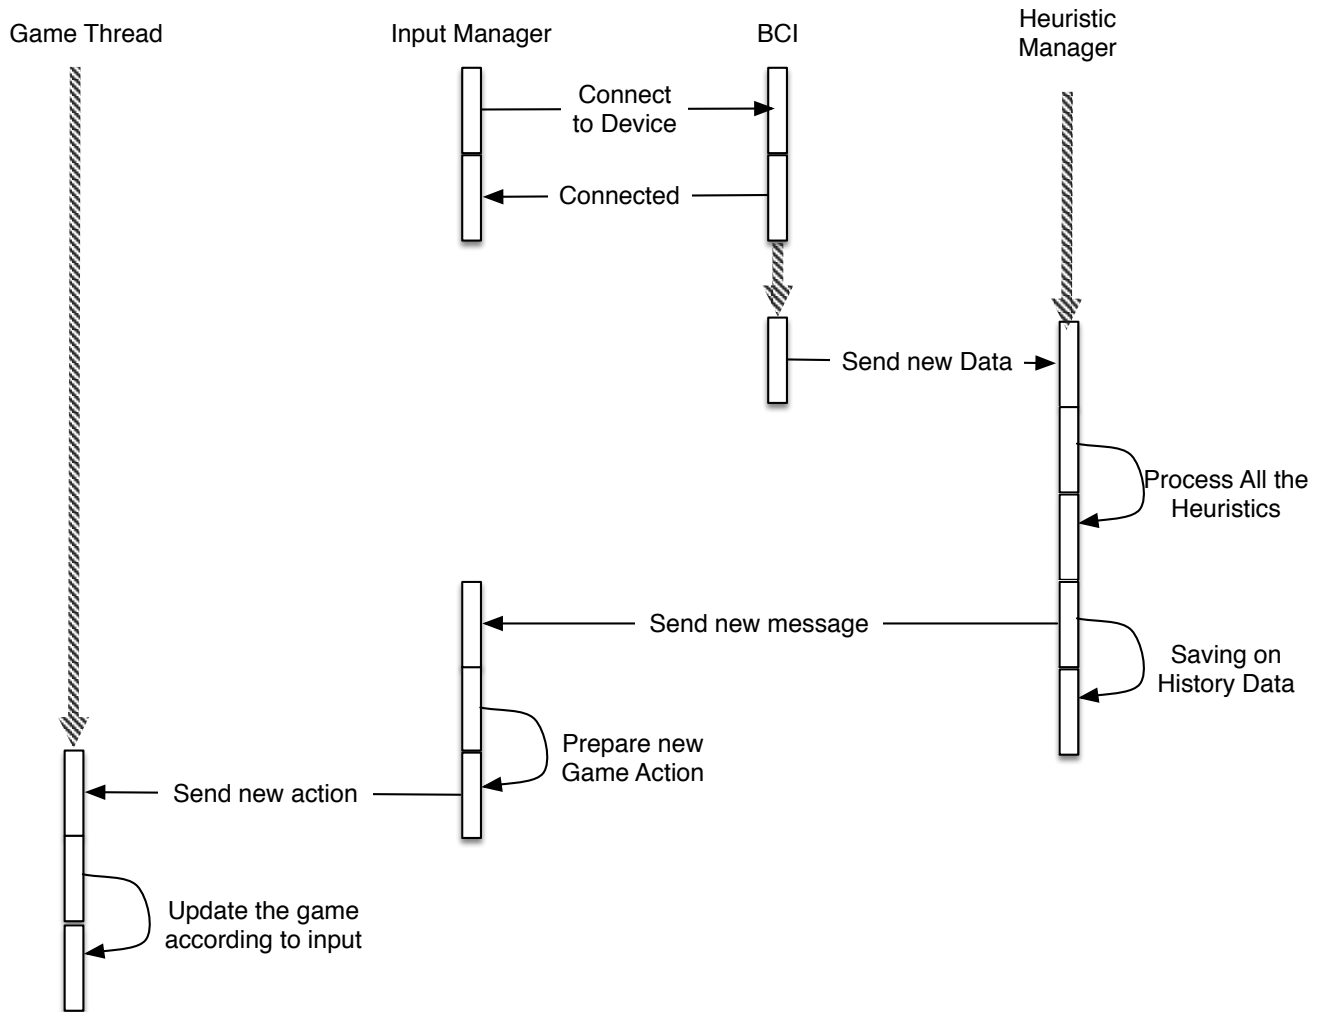 Game Thread
Input Manager
BCI
Heuristic
Manager
Connect
to Device
Connected
Send new Data
Process All the
Heuristics
Send new message
Saving on
History Data
Prepare new
Game Action
Send new action
Update the game
according to input